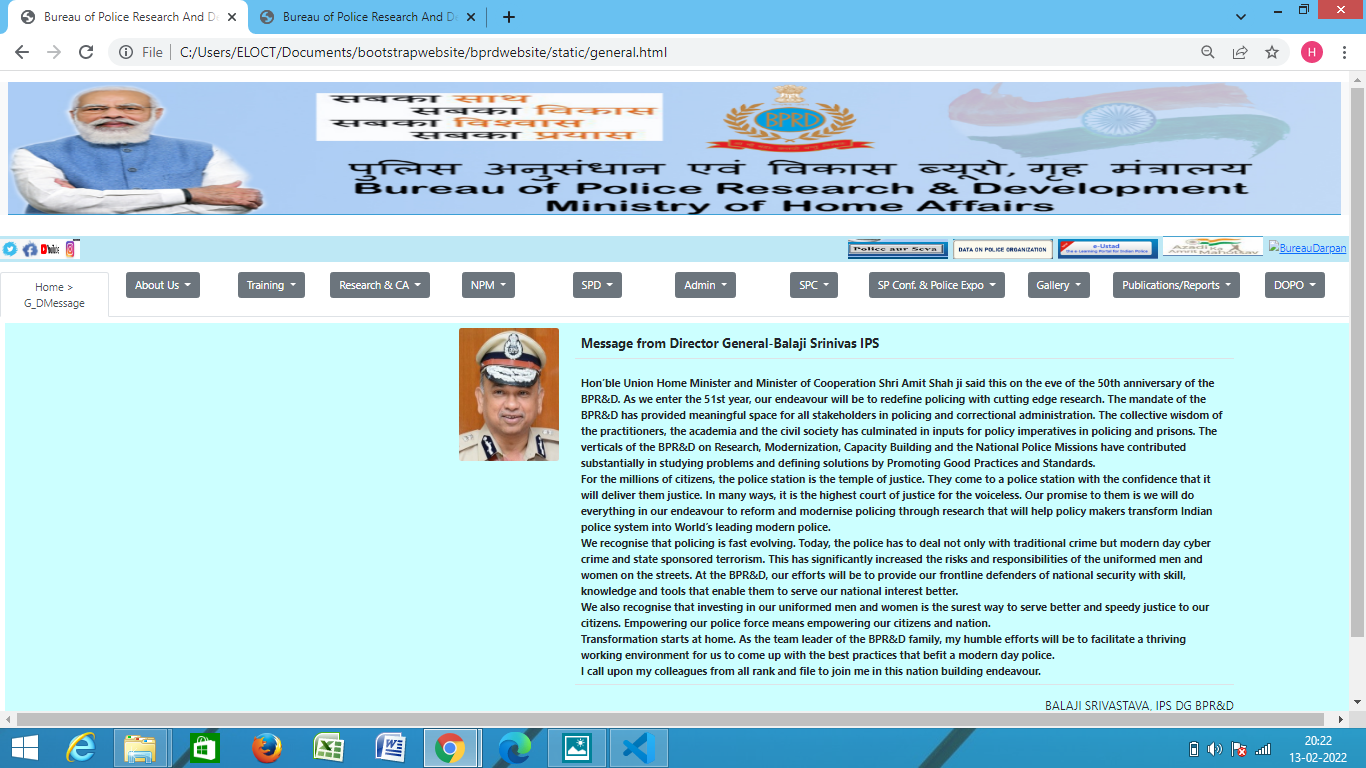 Bureau of Police Research And De
Bureau of Police Research And De
File C:/Users/ELOCT/Documents/bootstrapwebsite/bprdwebsite/static/general.html
H
सबका साथ
सबका विकास
सबका विश्वास
सबका प्रयास
BPRD
पुलिस अनुसंधान एवं विकास ब्यूरो, गृह मंत्रालय
Bureau of Police Research & Development
Ministry of Home Affairs
YouTube
Police aur Seva
DATA ON POLICE ORGANIZATION
e-Ustad
The e Learning Portal for Indian Police
Azadi Ka
Amrit Mahotsav
BureauDarpan
Home >
G_DMessage
About Us
Training
Research & CA
NPM
SPD
Admin
SPC
SP Conf. & Police Expo
Gallery
Publications/Reports
DOPO
Message from Director General-Balaji Srinivas IPS
Hon'ble Union Home Minister and Minister of Cooperation Shri Amit Shah ji said this on the eve of the 50th anniversary of the
BPR&D. As we enter the 51st year, our endeavour will be to redefine policing with cutting edge research. The mandate of the
BPR&D has provided meaningful space for all stakeholders in policing and correctional administration. The collective wisdom of
the practitioners, the academia and the civil society has culminated in inputs for policy imperatives in policing and prisons. The
verticals of the BPR&D on Research, Modernization, Capacity Building and the National Police Missions have contributed
substantially in studying problems and defining solutions by Promoting Good Practices and Standards.
For the millions of citizens, the police station is the temple of justice. They come to a police station with the confidence that it
will deliver them justice. In many ways, it is the highest court of justice for the voiceless. Our promise to them is we will do
everything in our endeavour to reform and modernise policing through research that will help policy makers transform Indian
police system into World's leading modern police.
We recognise that policing is fast evolving. Today, the police has to deal not only with traditional crime but modern day cyber
crime and state sponsored terrorism. This has significantly increased the risks and responsibilities of the uniformed men and
women on the streets. At the BPR&D, our efforts will be to provide our frontline defenders of national security with skill,
knowledge and tools that enable them to serve our national interest better.
We also recognise that investing in our uniformed men and women is the surest way to serve better and speedy justice to our
citizens. Empowering our police force means empowering our citizens and nation.
Transformation starts at home. As the team leader of the BPR&D family, my humble efforts will be to facilitate a thriving
working environment for us to come up with the best practices that befit a modern day police.
I call upon my colleagues from all rank and file to join me in this nation building endeavour.
BALAJI SRIVASTAVA, IPS DG BPR&D
20:22
13-02-2022